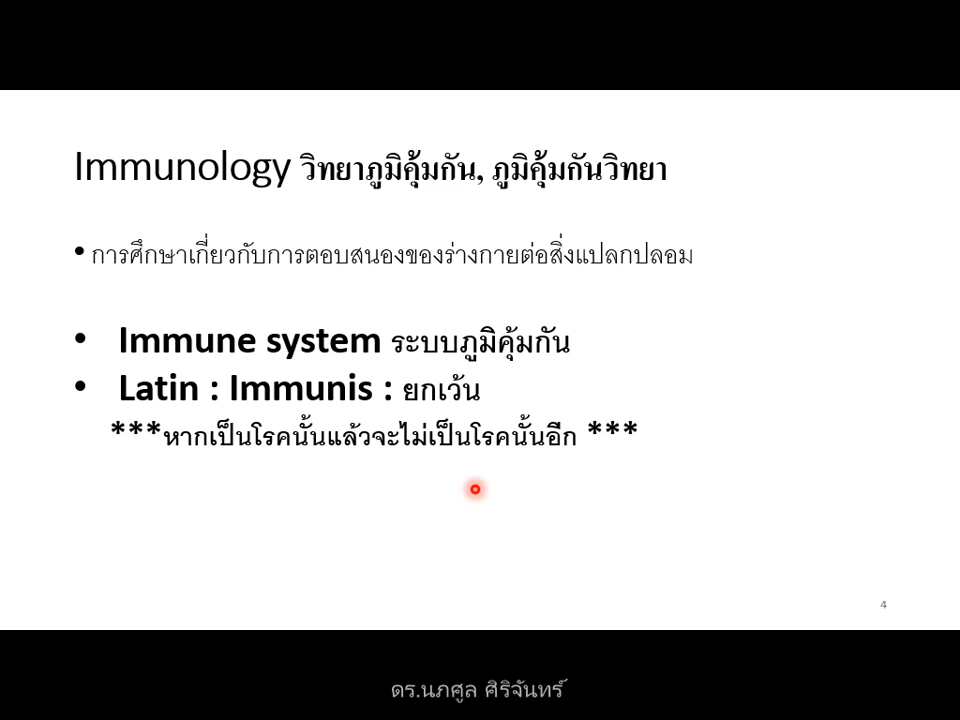 Immunology วิทยาภูมิคุ้มกัน, ภูมิคุ้มกันวิทยา
• การศึกษาเกี่ยวกับการตอบสนองของร่างกายต่อสิ่งแปลกปลอม
• Immune system ระบบภูมิคุ้มกัน
• Latin : Immunis : ยกเว้น
***หากเป็นโรคนั้นแล้วจะไม่เป็นโรคนั้นอีก ***
4
ดร.นภศูล ศิริจันทร์